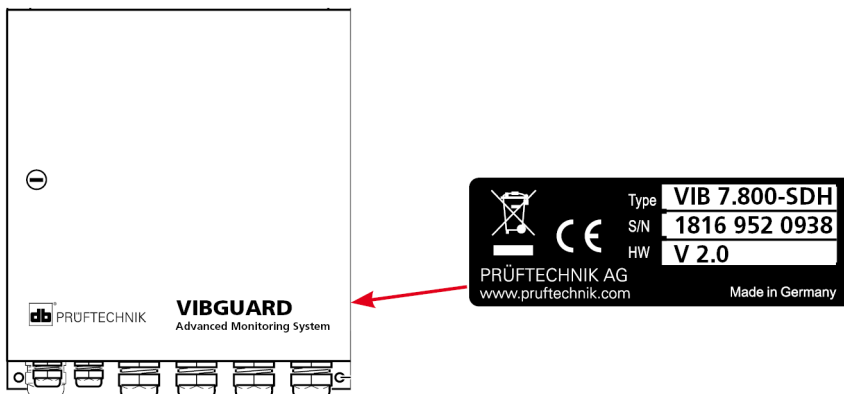 db PRÜFTECHNIK
VIBGUARD
Advanced Monitoring System
Type VIB 7.800-SDH
S/N 1816 952 0938
HW V 2.0
CE
PRÜFTECHNIK AG
www.pruftechnik.com
Made in Germany